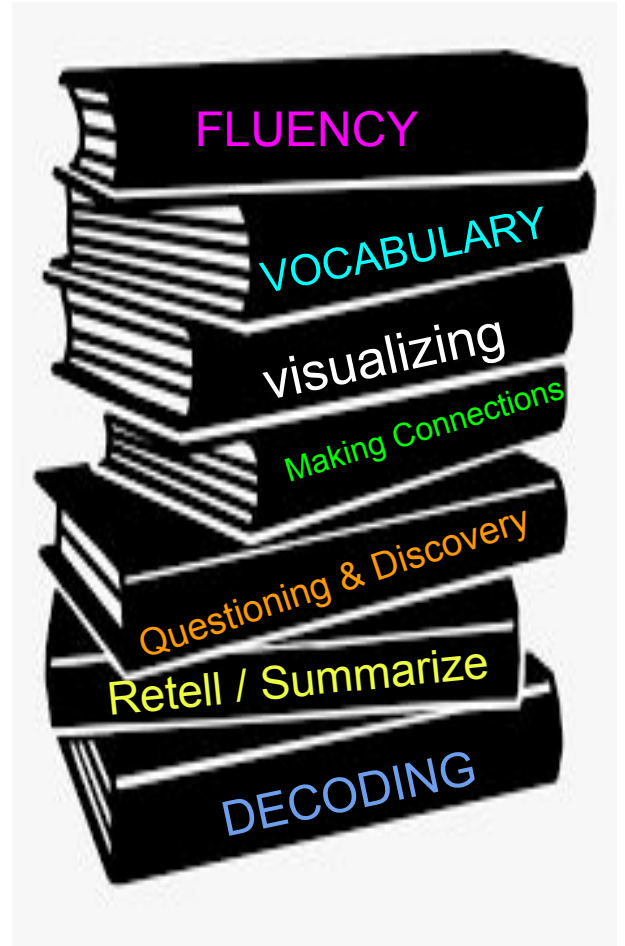 FLUENCY
VOCABULARY
visualizing
Making Connections
Questioning & Discovery
Retell / Summarize
DECODING